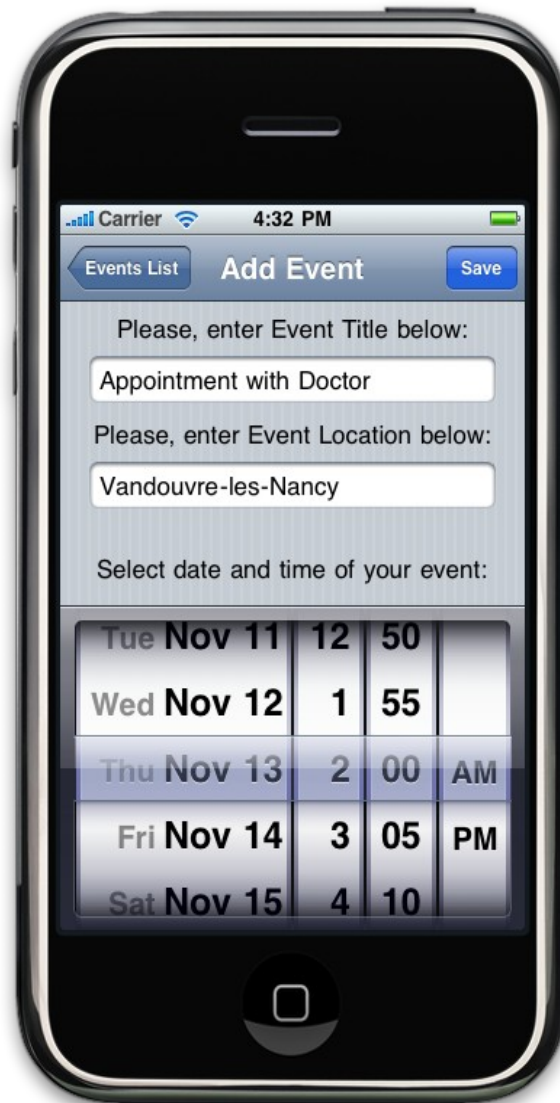 Carrier 4:32 PM
Events List Add Event Save
Please, enter Event Title below:
Appointment with Doctor
Please, enter Event Location below:
Vandouvre-les-Nancy
Select date and time of your event:
Tue Nov 11 12 50
Wed Nov 12 1 55
Thu Nov 13 2 00 AM
Fri Nov 14 3 05 PM
Sat Nov 15 4 10